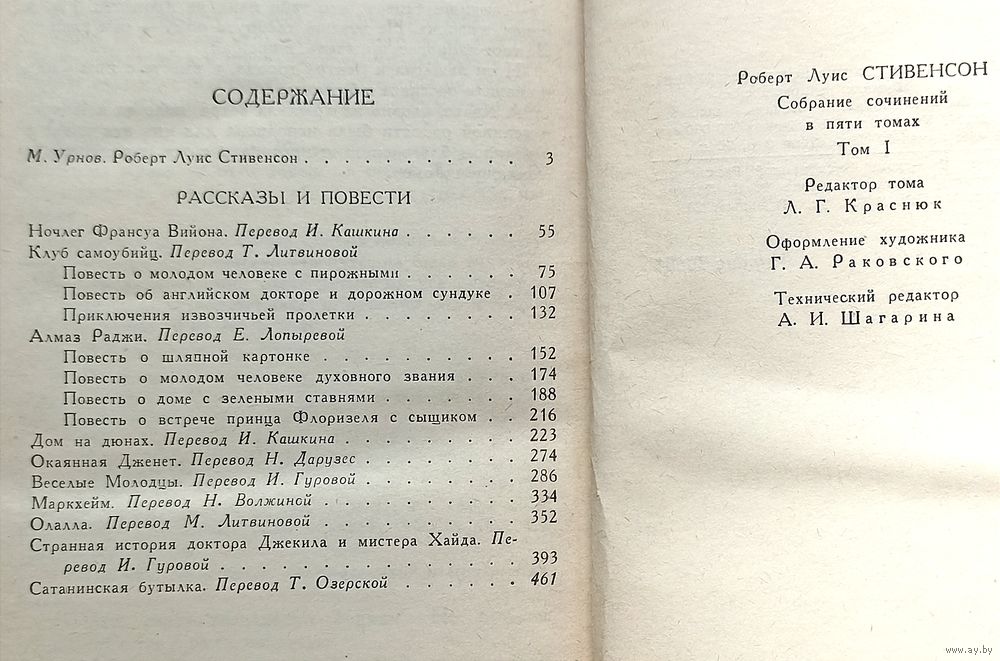 СОДЕРЖАНИЕ
М. Урнов. Роберт Луис Стивенсон . . . . . . . . . . . 3
РАССКАЗЫ И ПОВЕСТИ
Ночлег Франсуа Вийона. Перевод И. Кашкина . . . . . . 55
Клуб самоубийц. Перевод Т. Литвиновой
Повесть о молодом человеке с пирожными . . . . . . 75
Повесть об английском докторе и дорожном сундуке . 107
Приключения извозчичьей пролетки . . . . . . . . 132
Алмаз Раджи. Перевод Е. Лопыревой
Повесть о шляпной картонке . . . . . . . . . . 152
Повесть о молодом человеке духовного звания . . . 174
Повесть о доме с зелеными ставнями . . . . . . . 188
Повесть о встрече принца Флоризеля с сыщиком . . 216
Дом на дюнах. Перевод И. Кашкина . . . . . . . . . 223
Окаянная Дженет. Перевод Н. Дарузес . . . . . . . . 274
Веселые Молодцы. Перевод И. Гуровой . . . . . . . . 286
Маркхейм. Перевод Н. Волжиной . . . . . . . . . . 334
Олалла. Перевод М. Литвиновой . . . . . . . . . . 352
Странная история доктора Джекила и мистера Хайда. Пе-
ревод И. Гуровой . . . . . . . . . . . . . . . 393
Сатанинская бутылка. Перевод Т. Озерской . . . . . . 461
Роберт Луис СТИВЕНСОН
Собрание сочинений
в пяти томах
Том I
Редактор тома
Л. Г. Краснюк
Оформление художника
Г. А. Раковского
Технический редактор
А. И. Шагарина
www.ay.by